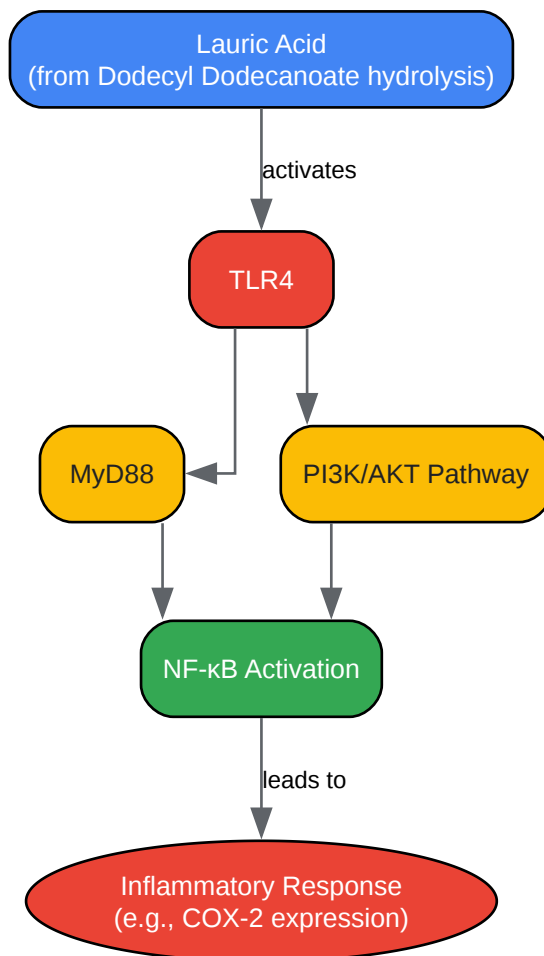 Lauric Acid
(from Dodecyl Dodecanoate hydrolysis)
activates
TLR4
MyD88
PI3K/AKT Pathway
NF-κB Activation
leads to
Inflammatory Response
(e.g., COX-2 expression)